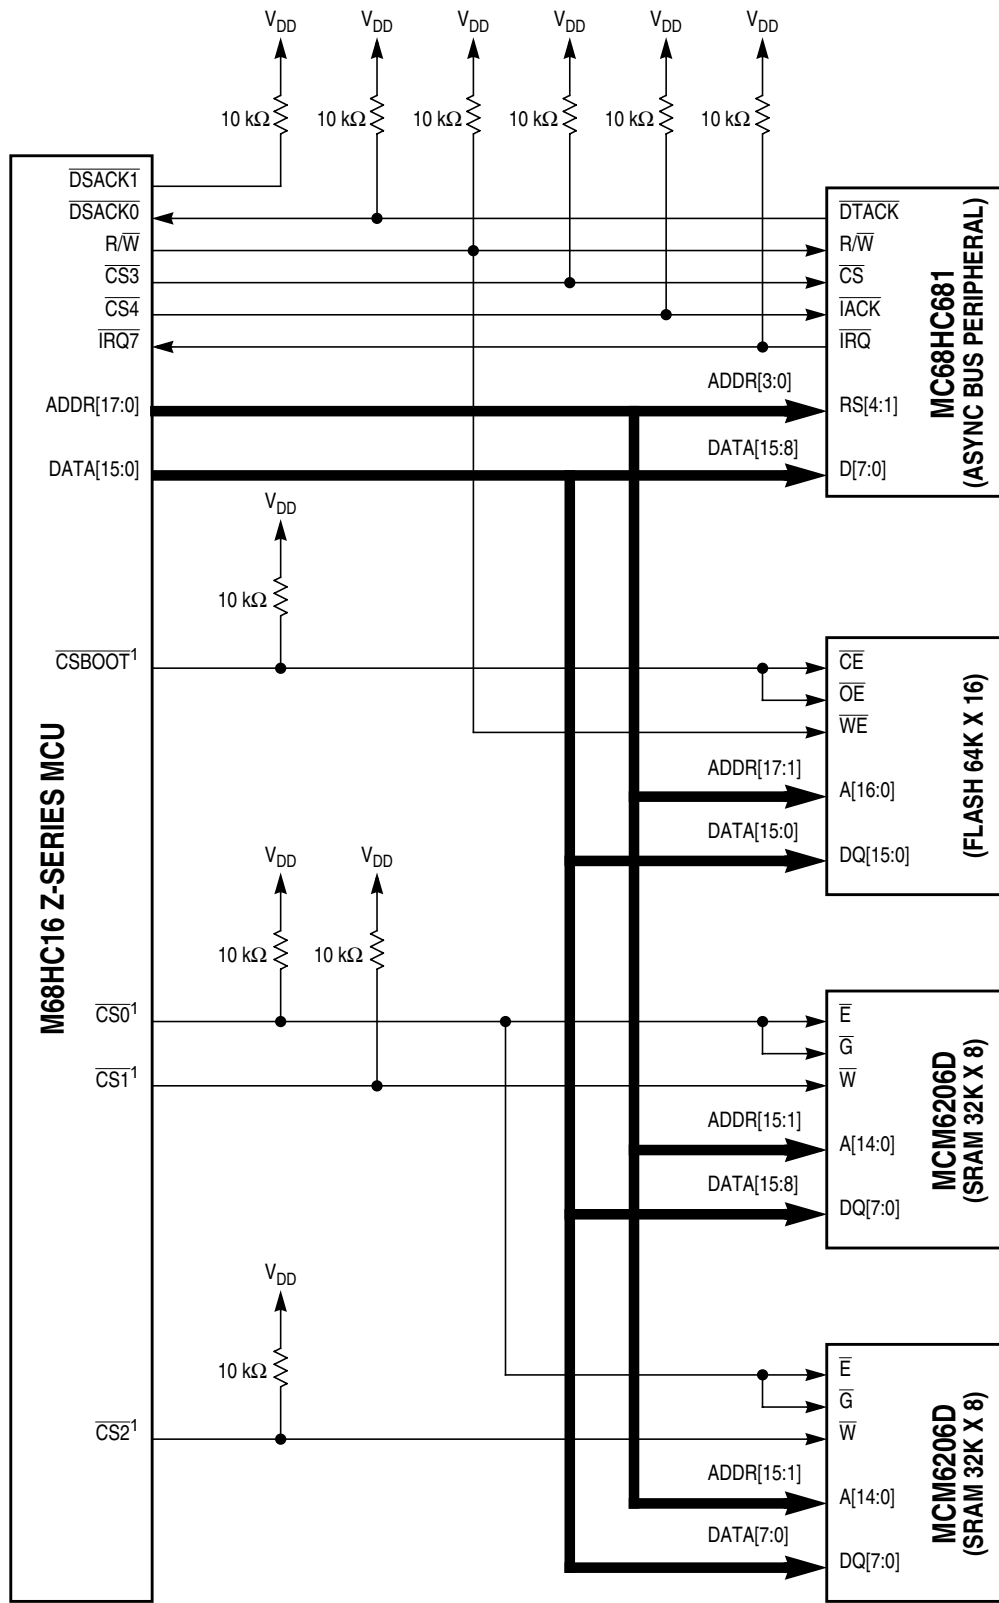 VDD VDD VDD VDD VDD VDD
10 kΩ 10 kΩ 10 kΩ 10 kΩ 10 kΩ 10 kΩ
M68HC16 Z-SERIES MCU
DSACK1
DSACK0
R/W
CS3
CS4
IRQ7
ADDR[17:0]
DATA[15:0]
ADDR[3:0]
DATA[15:8]
DTACK
R/W
CS
IACK
IRQ
RS[4:1]
D[7:0]
MC68HC681
(ASYNC BUS PERIPHERAL)
VDD
10 kΩ
CSBOOT1
ADDR[17:1]
DATA[15:0]
CE
OE
WE
A[16:0]
DQ[15:0]
(FLASH 64K X 16)
VDD VDD
10 kΩ 10 kΩ
CS01
CS11
ADDR[15:1]
DATA[15:8]
E
G
W
A[14:0]
DQ[7:0]
MCM6206D
(SRAM 32K X 8)
VDD
10 kΩ
CS21
ADDR[15:1]
DATA[7:0]
E
G
W
A[14:0]
DQ[7:0]
MCM6206D
(SRAM 32K X 8)